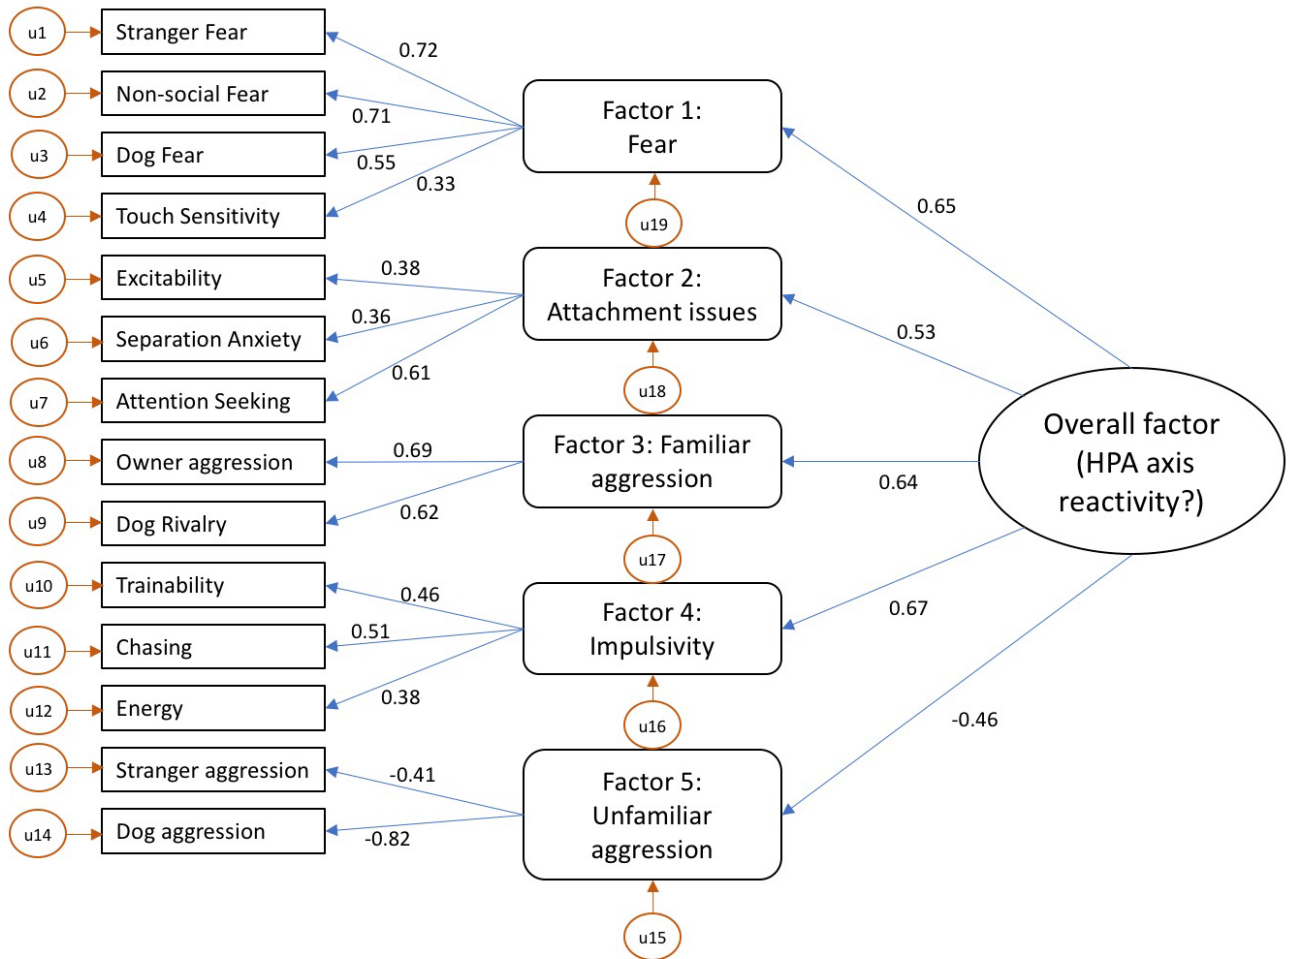 u1
Stranger Fear
0.72
u2
Non-social Fear
0.71
u3
Dog Fear
0.55
u4
Touch Sensitivity
0.33
Factor 1:
Fear
u19
0.65
u5
Excitability
0.38
u6
Separation Anxiety
0.36
u7
Attention Seeking
0.61
Factor 2:
Attachment issues
u18
0.53
u8
Owner aggression
0.69
u9
Dog Rivalry
0.62
Factor 3: Familiar
aggression
u17
0.64
Overall factor
(HPA axis
reactivity?)
u10
Trainability
0.46
u11
Chasing
0.51
u12
Energy
0.38
Factor 4:
Impulsivity
u16
0.67
u13
Stranger aggression
-0.41
u14
Dog aggression
-0.82
Factor 5:
Unfamiliar
aggression
u15
-0.46